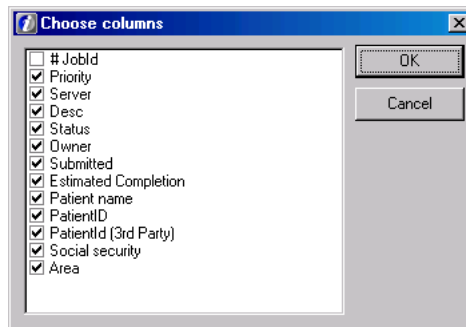 Choose columns
# JobId
Priority
Server
Desc
Status
Owner
Submitted
Estimated Completion
Patient name
PatientID
PatientId (3rd Party)
Social security
Area
OK
Cancel